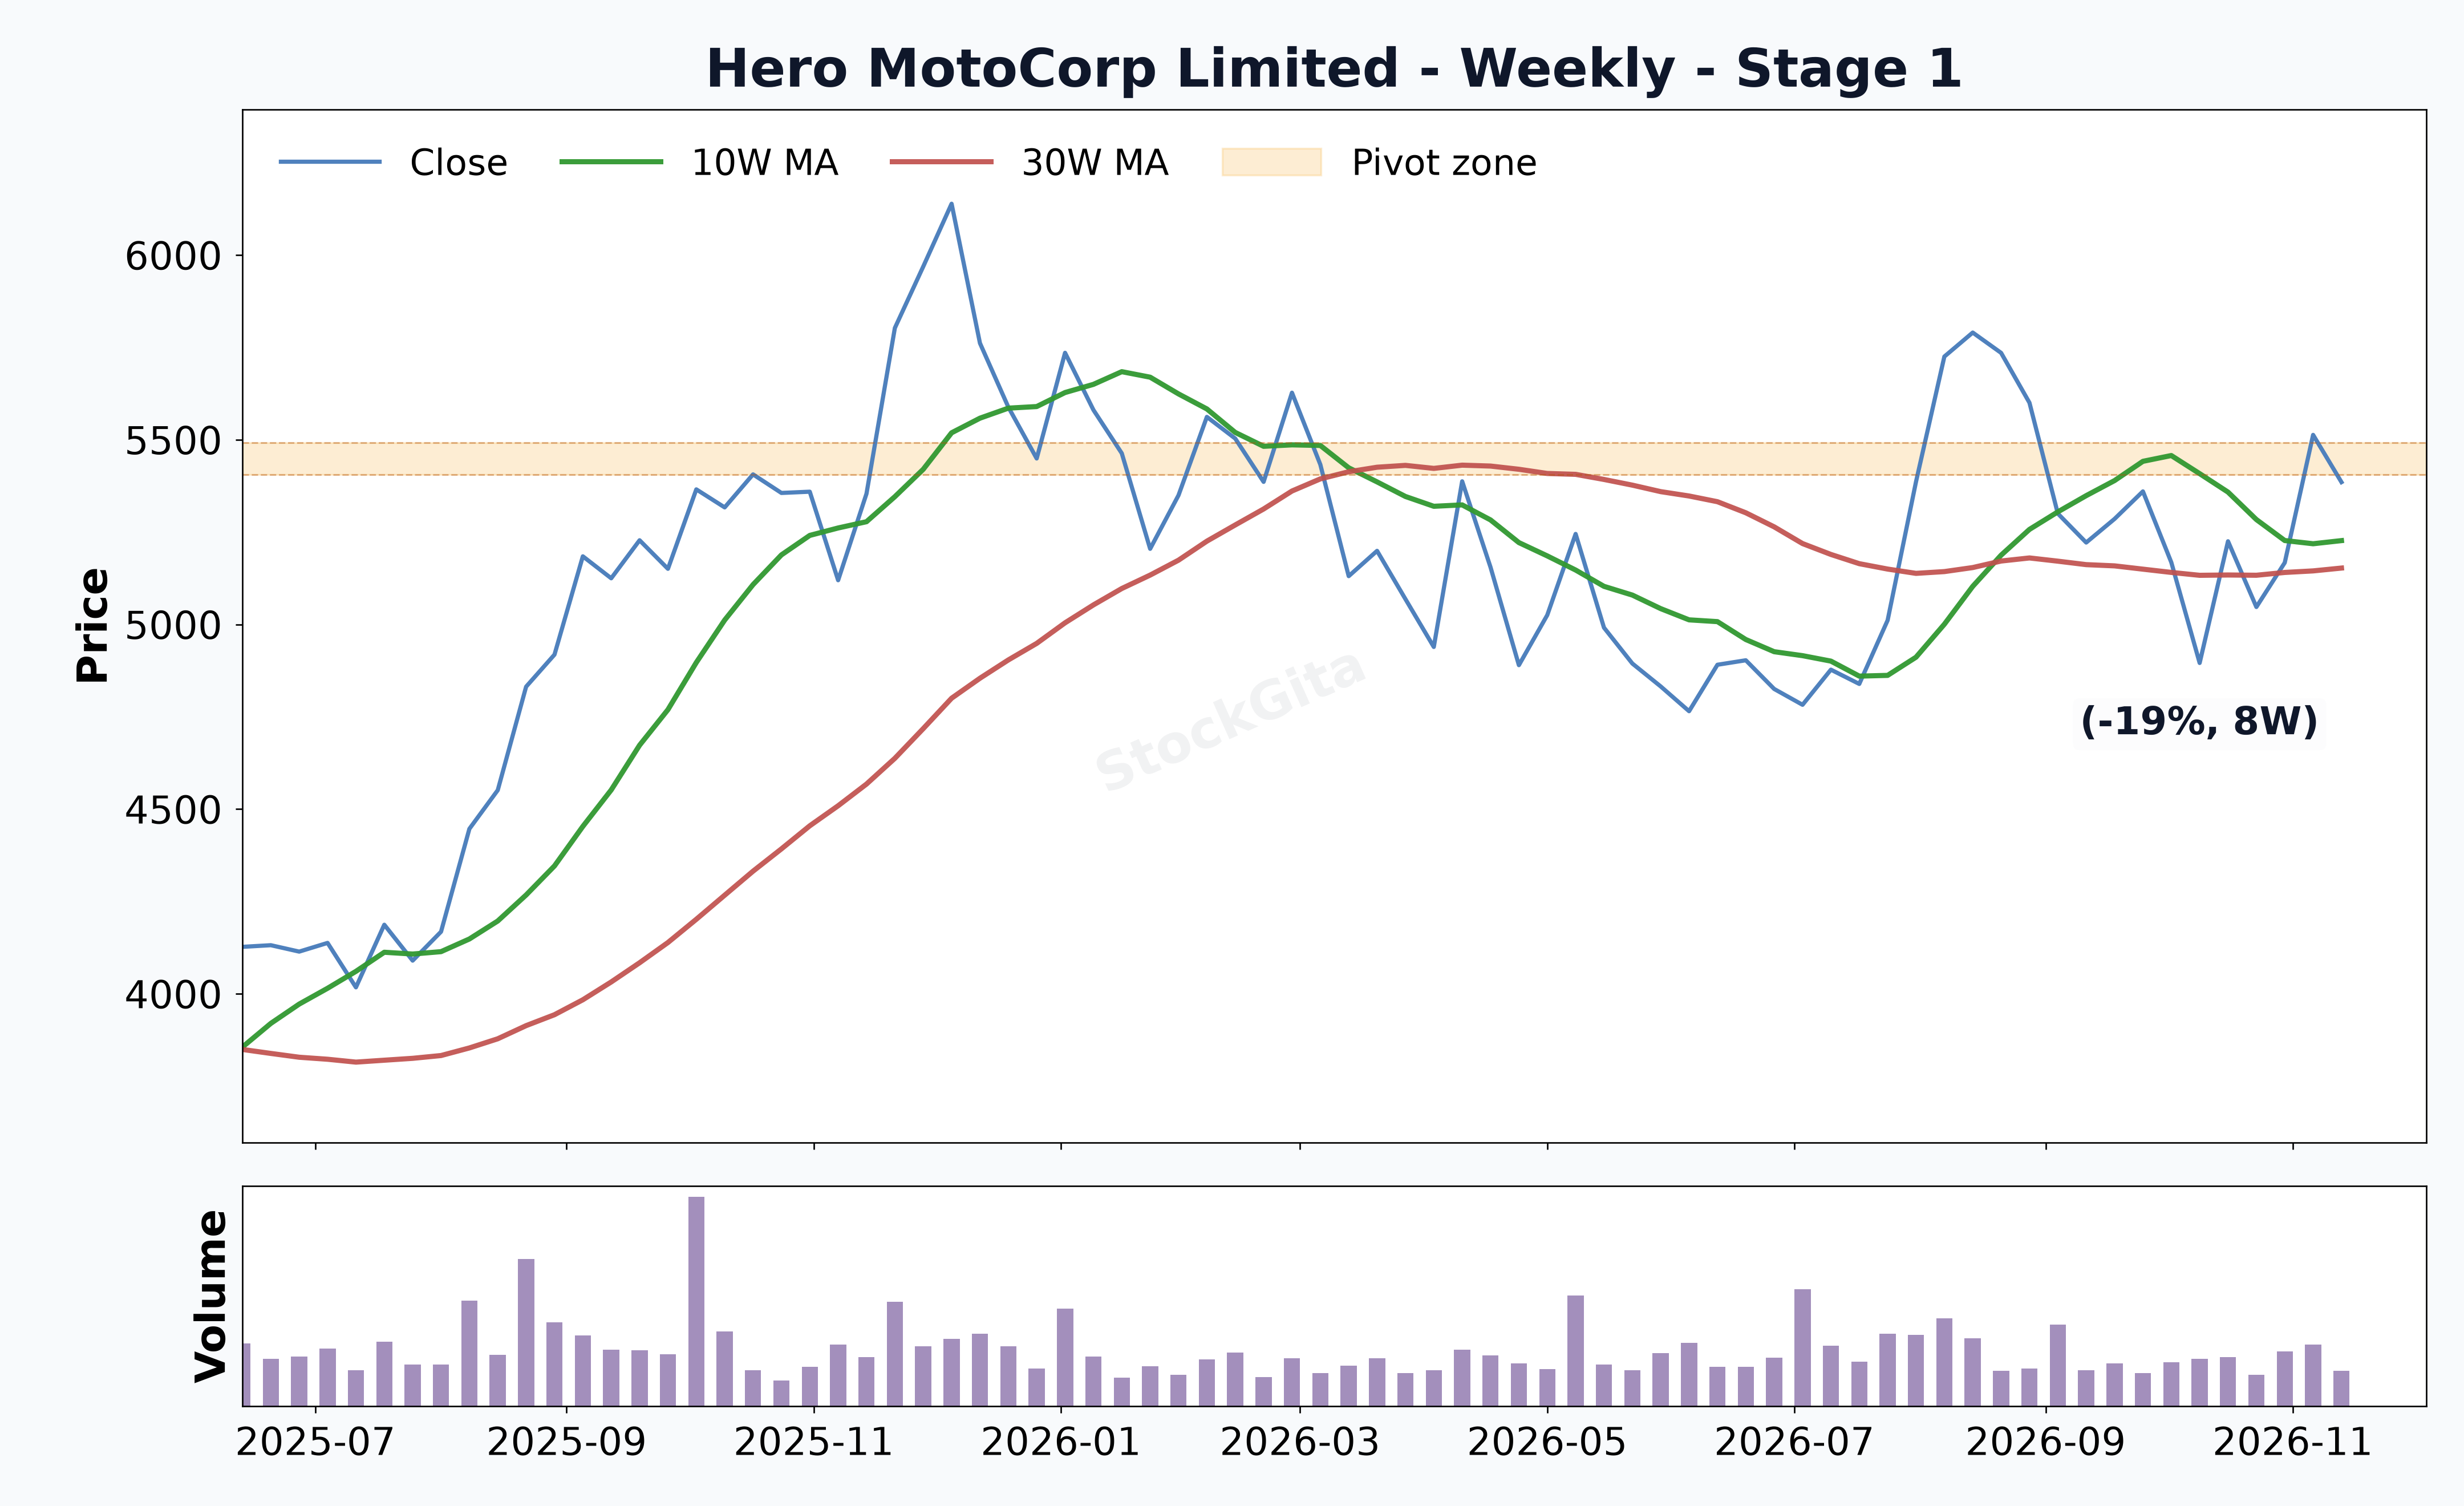 Hero MotoCorp Limited - Weekly - Stage 1
Close 10W MA 30W MA Pivot zone
6000
5500
5000
4500
4000
Price
StockGita
(-19%, 8W)
Volume
2025-07 2025-09 2025-11 2026-01 2026-03 2026-05 2026-07 2026-09 2026-11